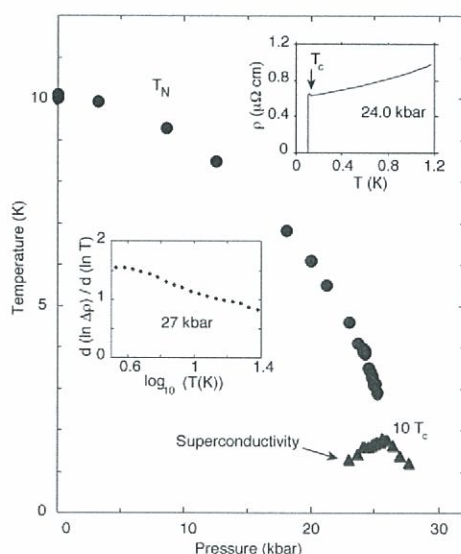 T_N
1.2
0.8
0.4
0
ρ (μΩ cm)
T_c
24.0 kbar
0 0.4 0.8 1.2
T (K)
10
5
0
Temperature (K)
2
1
0
d (ln Δρ) / d (ln T)
27 kbar
0.6 1.0 1.4
log₁₀ (T(K))
Superconductivity
10 T_c
0 10 20 30
Pressure (kbar)